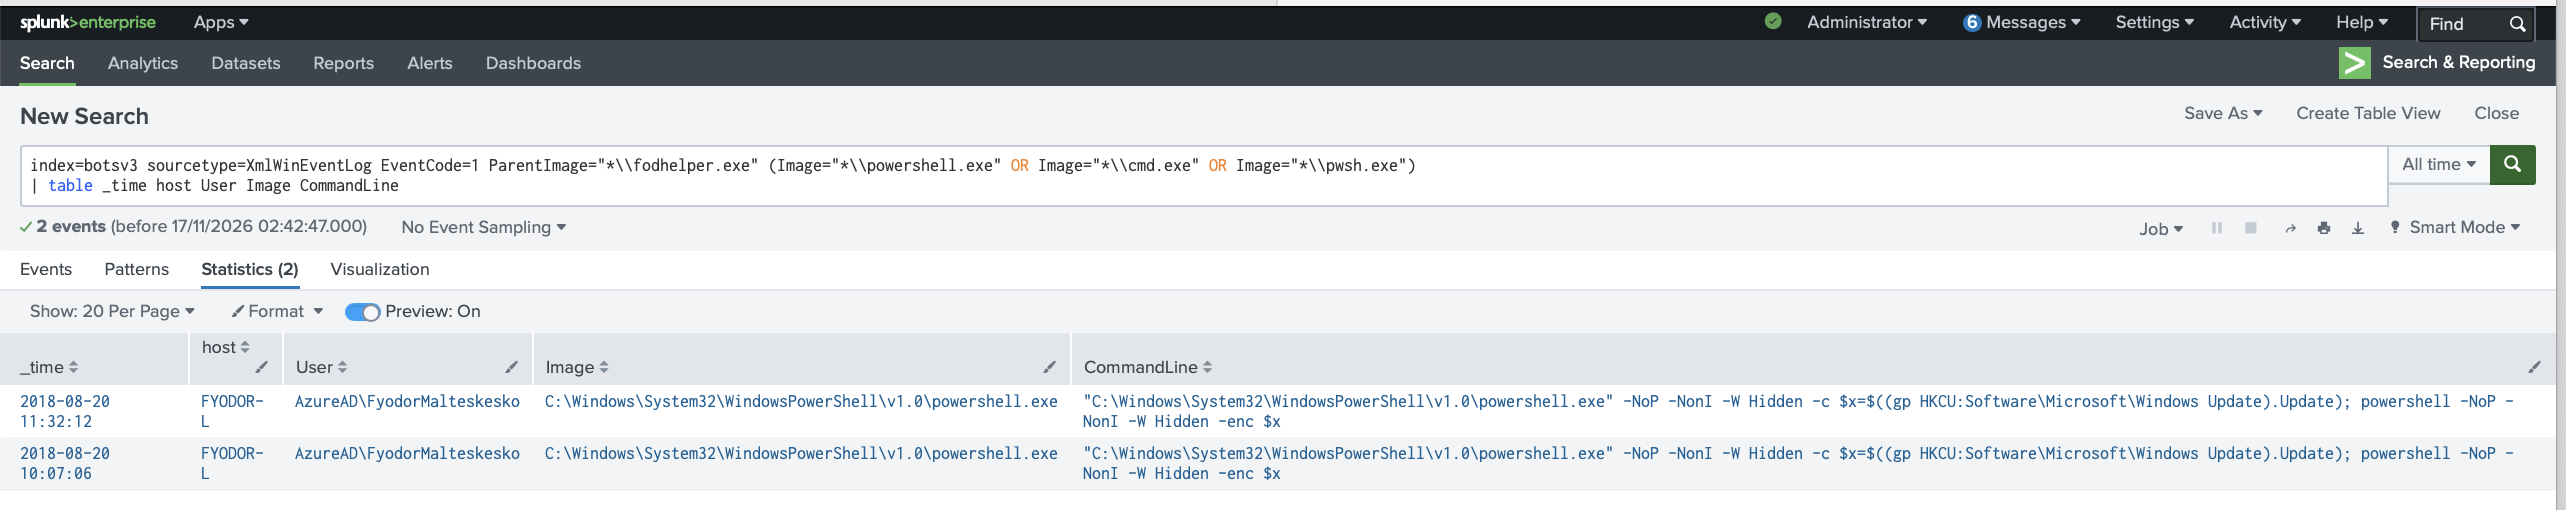 splunk>enterprise Apps Administrator 6 Messages Settings Activity Help Find
Search Analytics Datasets Reports Alerts Dashboards Search & Reporting
New Search Save As Create Table View Close
index=botsv3 sourcetype=XmlWinEventLog EventCode=1 ParentImage="*\\fodhelper.exe" (Image="*\\powershell.exe" OR Image="*\\cmd.exe" OR Image="*\\pwsh.exe") All time
| table _time host User Image CommandLine
2 events (before 17/11/2026 02:42:47.000) No Event Sampling Job Smart Mode
Events Patterns Statistics (2) Visualization
Show: 20 Per Page Format Preview: On
_time host User Image CommandLine
2018-08-20 FYODOR- AzureAD\FyodorMalteskesko C:\Windows\System32\WindowsPowerShell\v1.0\powershell.exe "C:\Windows\System32\WindowsPowerShell\v1.0\powershell.exe" -NoP -NonI -W Hidden -c $x=$((gp HKCU:Software\Microsoft\Windows Update).Update); powershell -NoP -
11:32:12 L NonI -W Hidden -enc $x
2018-08-20 FYODOR- AzureAD\FyodorMalteskesko C:\Windows\System32\WindowsPowerShell\v1.0\powershell.exe "C:\Windows\System32\WindowsPowerShell\v1.0\powershell.exe" -NoP -NonI -W Hidden -c $x=$((gp HKCU:Software\Microsoft\Windows Update).Update); powershell -NoP -
10:07:06 L NonI -W Hidden -enc $x